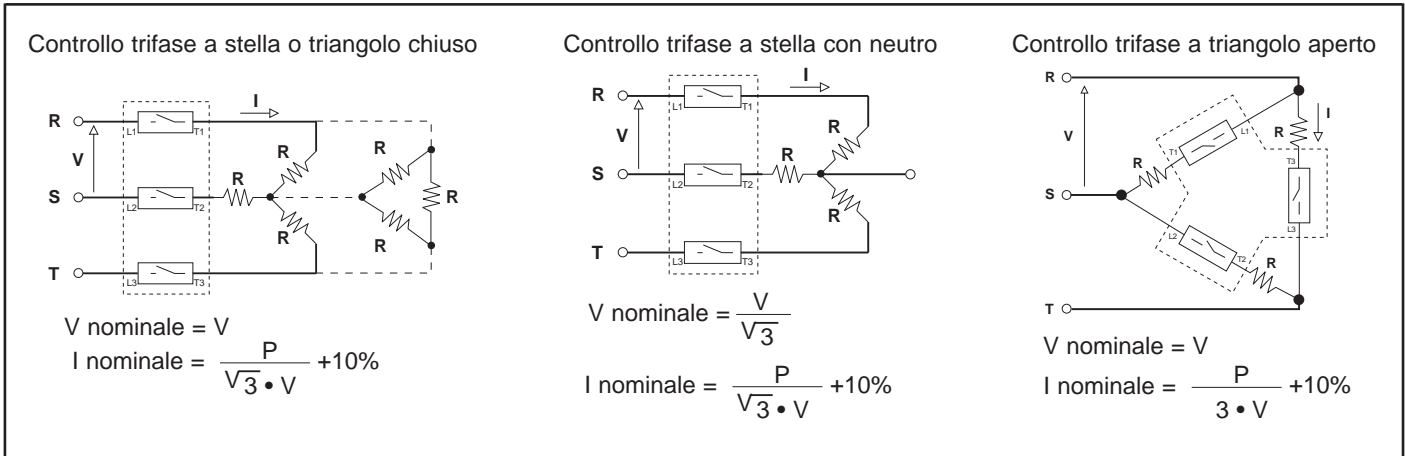 Controllo trifase a stella o triangolo chiuso
R
L1 T1
I
V
R
R
R
S
L2 T2
R
R
R
T
L3 T3
V nominale = V
I nominale = P / √3 • V +10%
Controllo trifase a stella con neutro
R
L1 T1
I
V
R
S
L2 T2
R
R
T
L3 T3
V nominale = V / √3
I nominale = P / √3 • V +10%
Controllo trifase a triangolo aperto
R
V
L1
R
I
T1
T3
R
S
L2
L3
T2
R
T
V nominale = V
I nominale = P / 3 • V +10%